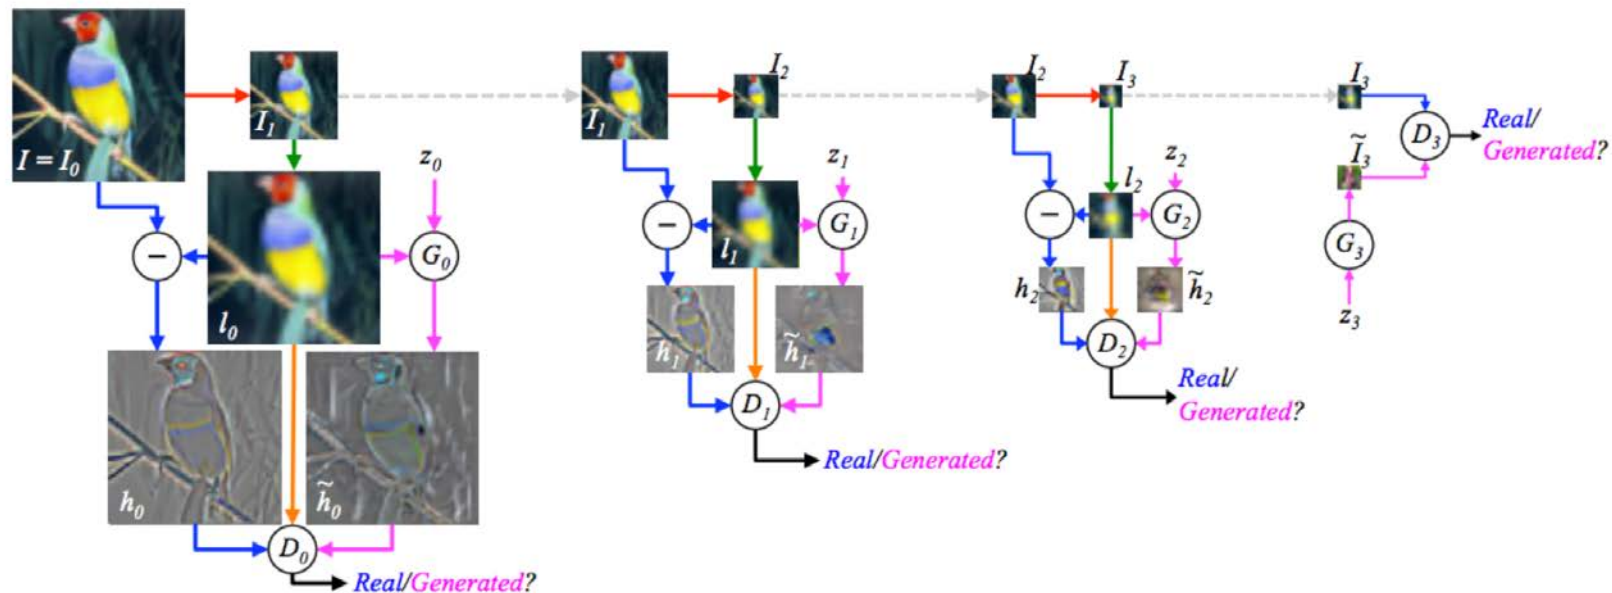 I = I₀
I₁
z₀
G₀
−
l₀
h₀
h̃₀
D₀
Real/Generated?
I₁
I₂
z₁
−
l₁
G₁
h₁
h̃₁
D₁
Real/Generated?
I₂
I₃
z₂
l₂
−
G₂
h₂
h̃₂
D₂
Real/
Generated?
I₃
D₃
Real/
Generated?
Ĩ₃
G₃
z₃